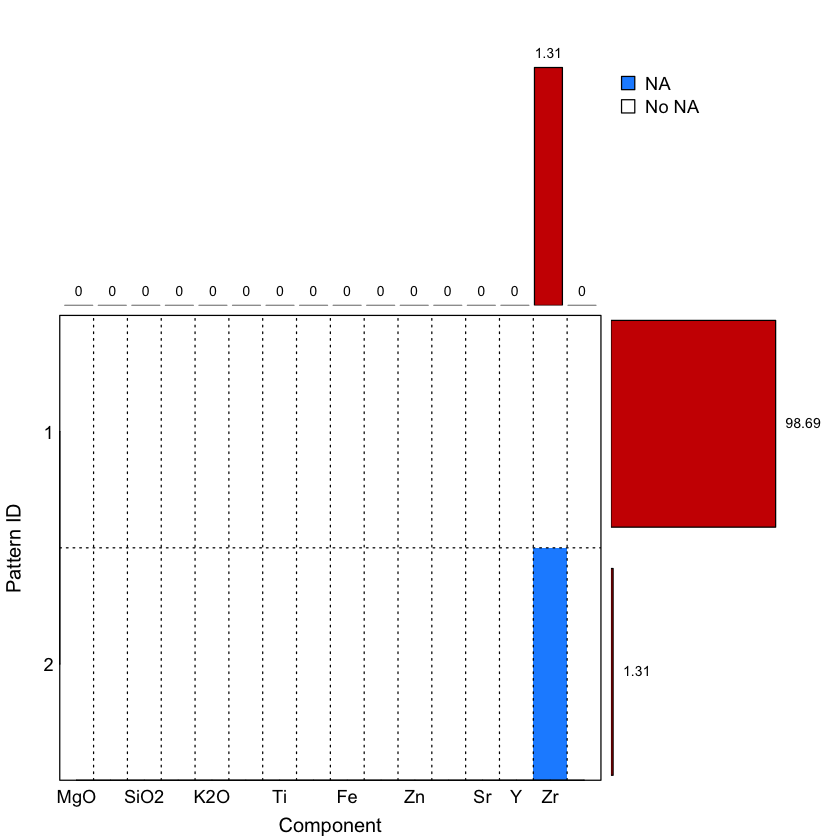 1.31
NA
No NA
0 0 0 0 0 0 0 0 0 0 0 0 0 0 0
1
98.69
Pattern ID
2
1.31
MgO SiO2 K2O Ti Fe Zn Sr Y Zr
Component